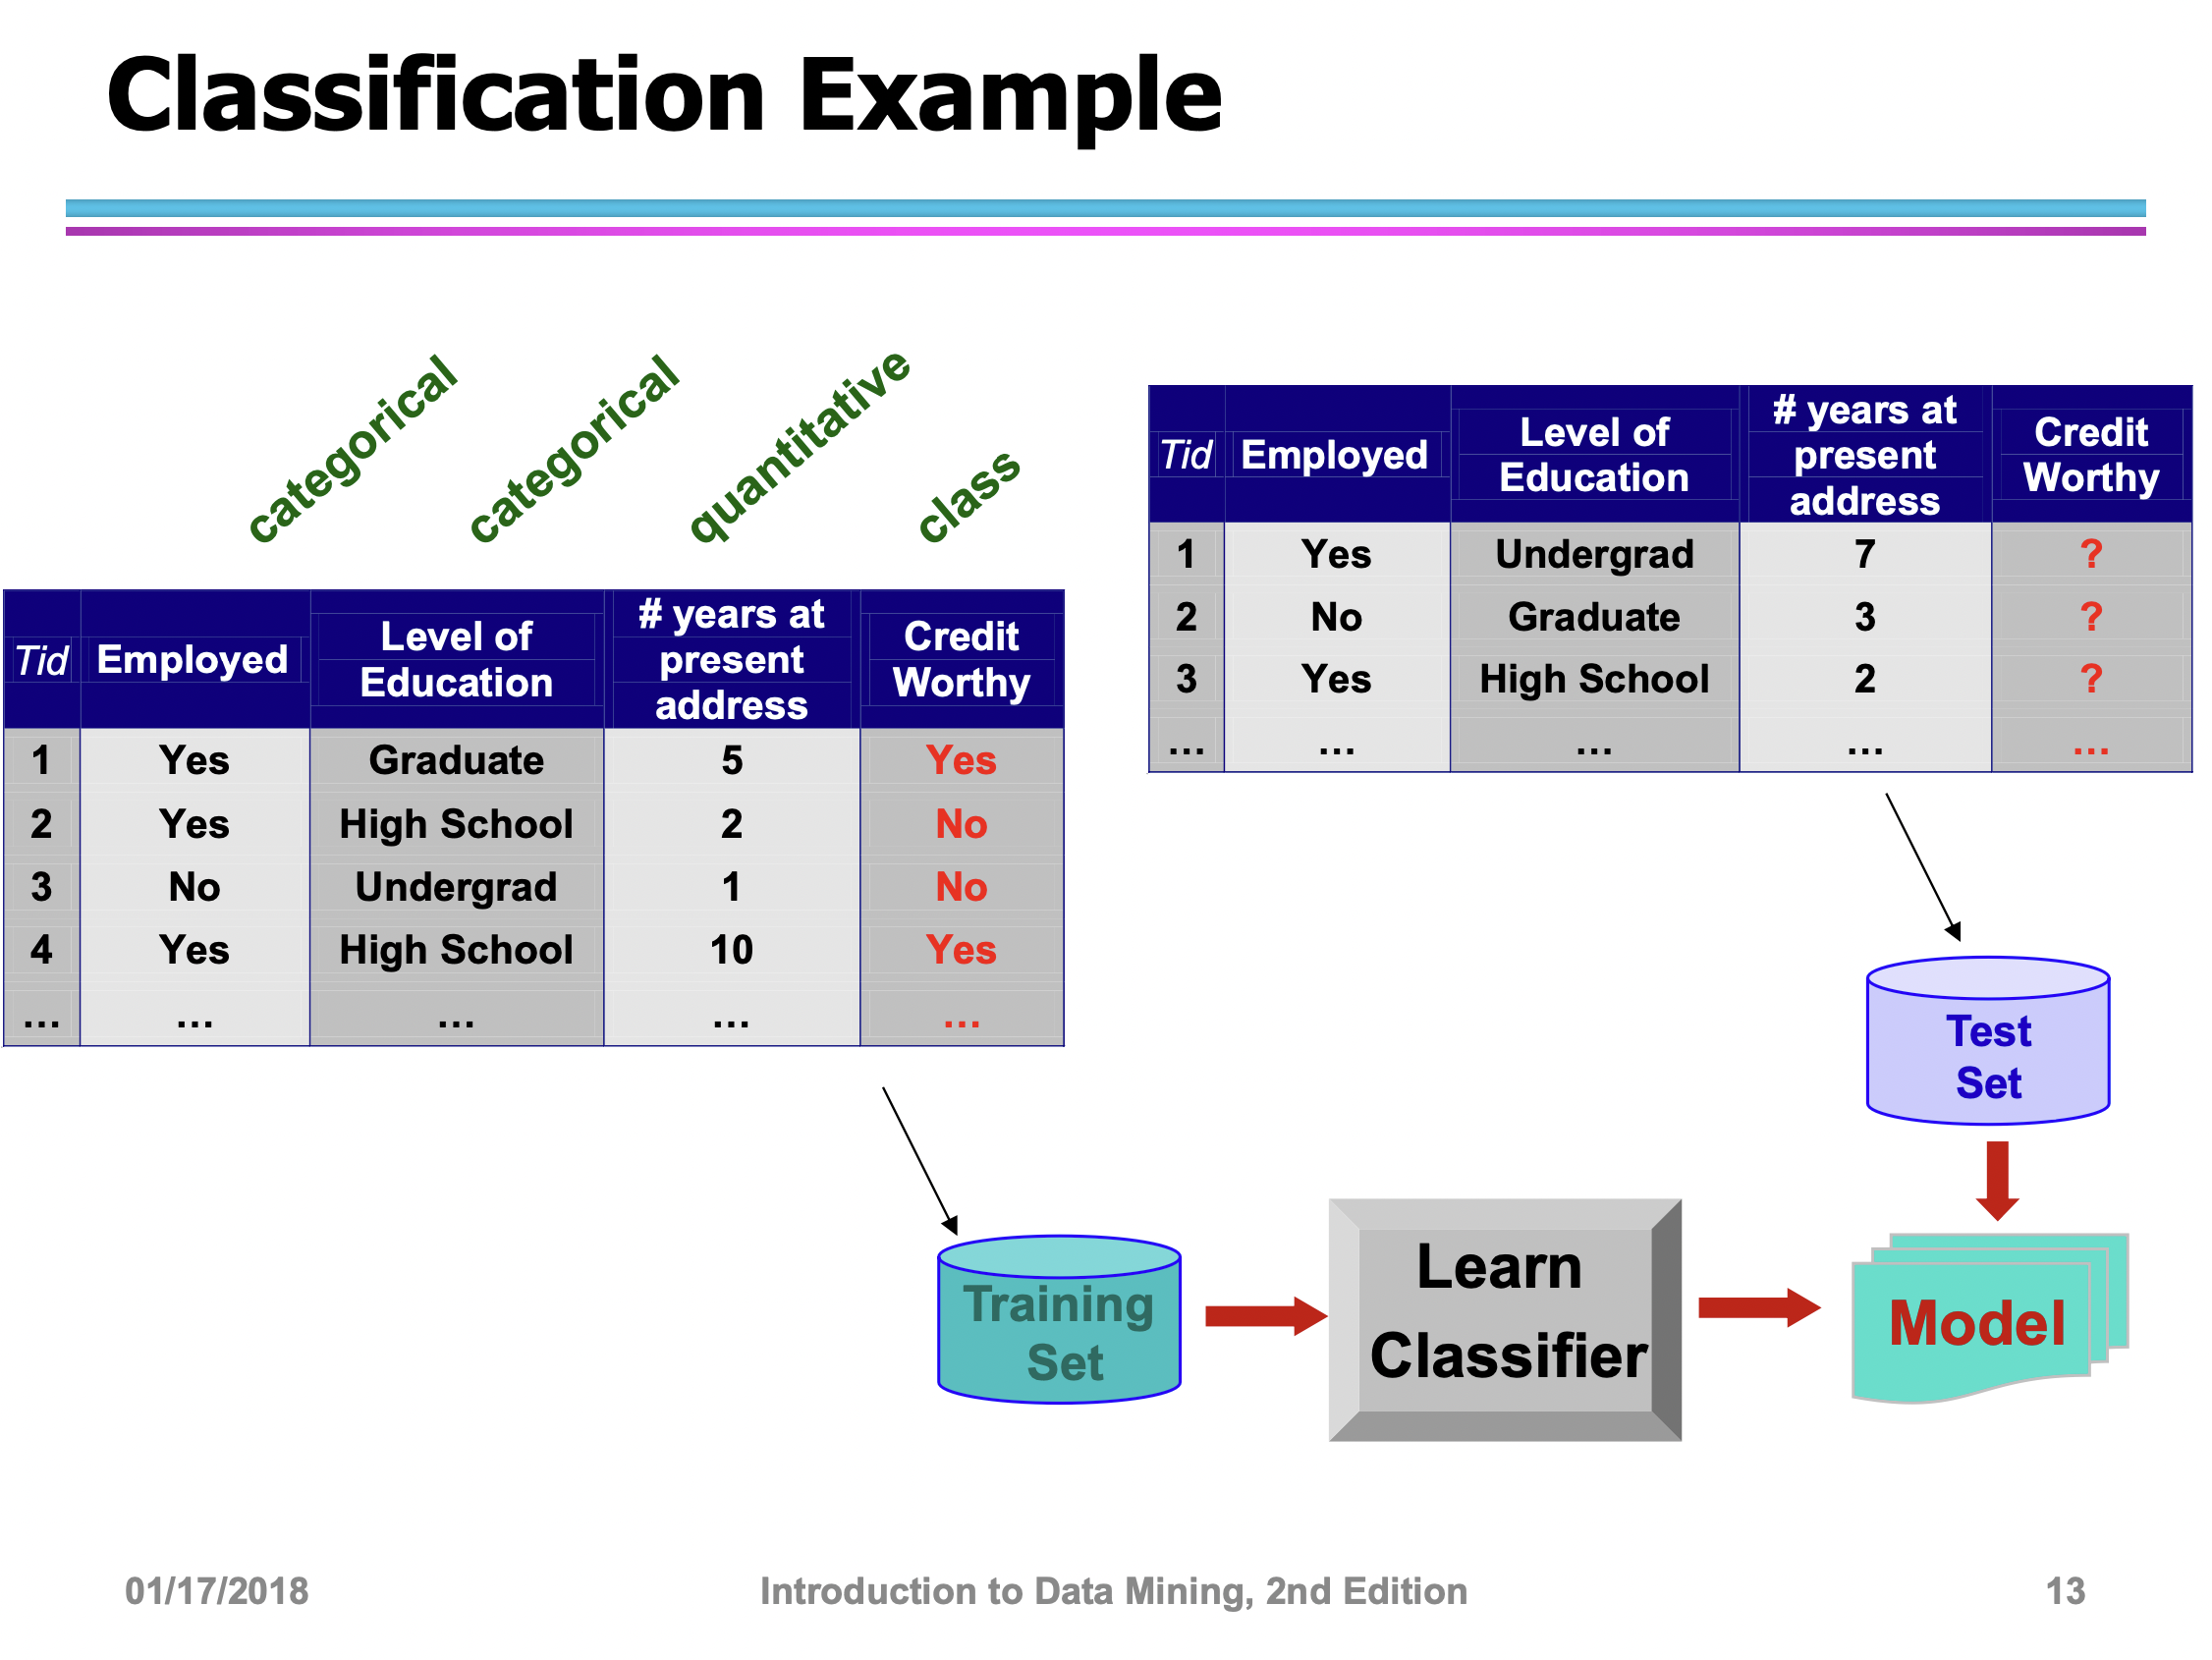 Classification Example
categorical
categorical
quantitative
class
Tid Employed Level of Education # years at present address Credit Worthy
1 Yes Graduate 5 Yes
2 Yes High School 2 No
3 No Undergrad 1 No
4 Yes High School 10 Yes
… … … … …
Tid Employed Level of Education # years at present address Credit Worthy
1 Yes Undergrad 7 ?
2 No Graduate 3 ?
3 Yes High School 2 ?
… … … … …
Test
Set
Training
Set
Learn
Classifier
Model
01/17/2018 Introduction to Data Mining, 2nd Edition 13